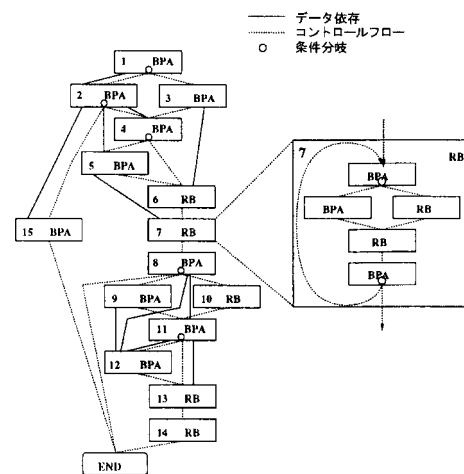 データ依存
コントロールフロー
条件分岐
1 BPA
2 BPA
3 BPA
4 BPA
5 BPA
6 RB
7 RB
15 BPA
8 BPA
9 BPA
10 RB
11 BPA
12 BPA
13 RB
14 RB
END
7 RB
BPA
BPA RB
RB
BPA